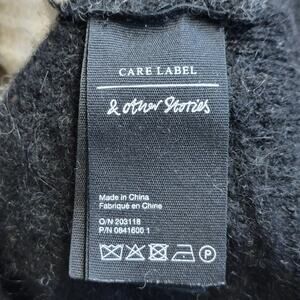 CARE LABEL
& other Stories
Made in China
Fabriqué en Chine
O/N 203118
P/N 0841600 1
P